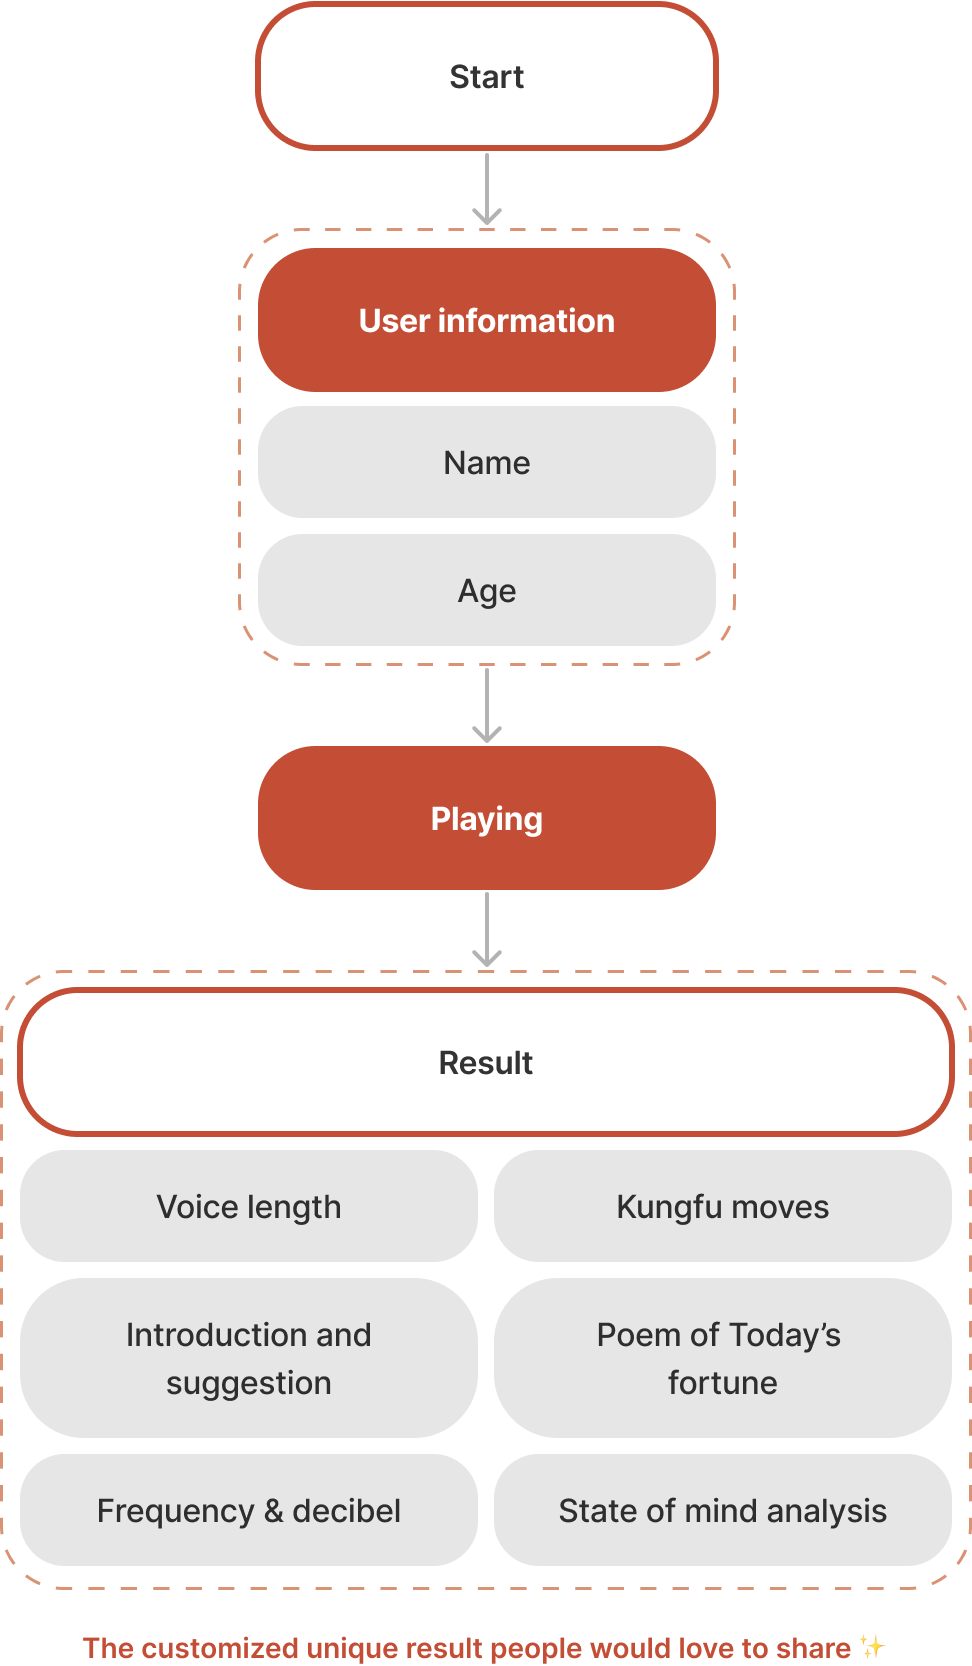 Start
User information
Name
Age
Playing
Result
Voice length
Kungfu moves
Introduction and
suggestion
Poem of Today’s
fortune
Frequency & decibel
State of mind analysis
The customized unique result people would love to share ✨